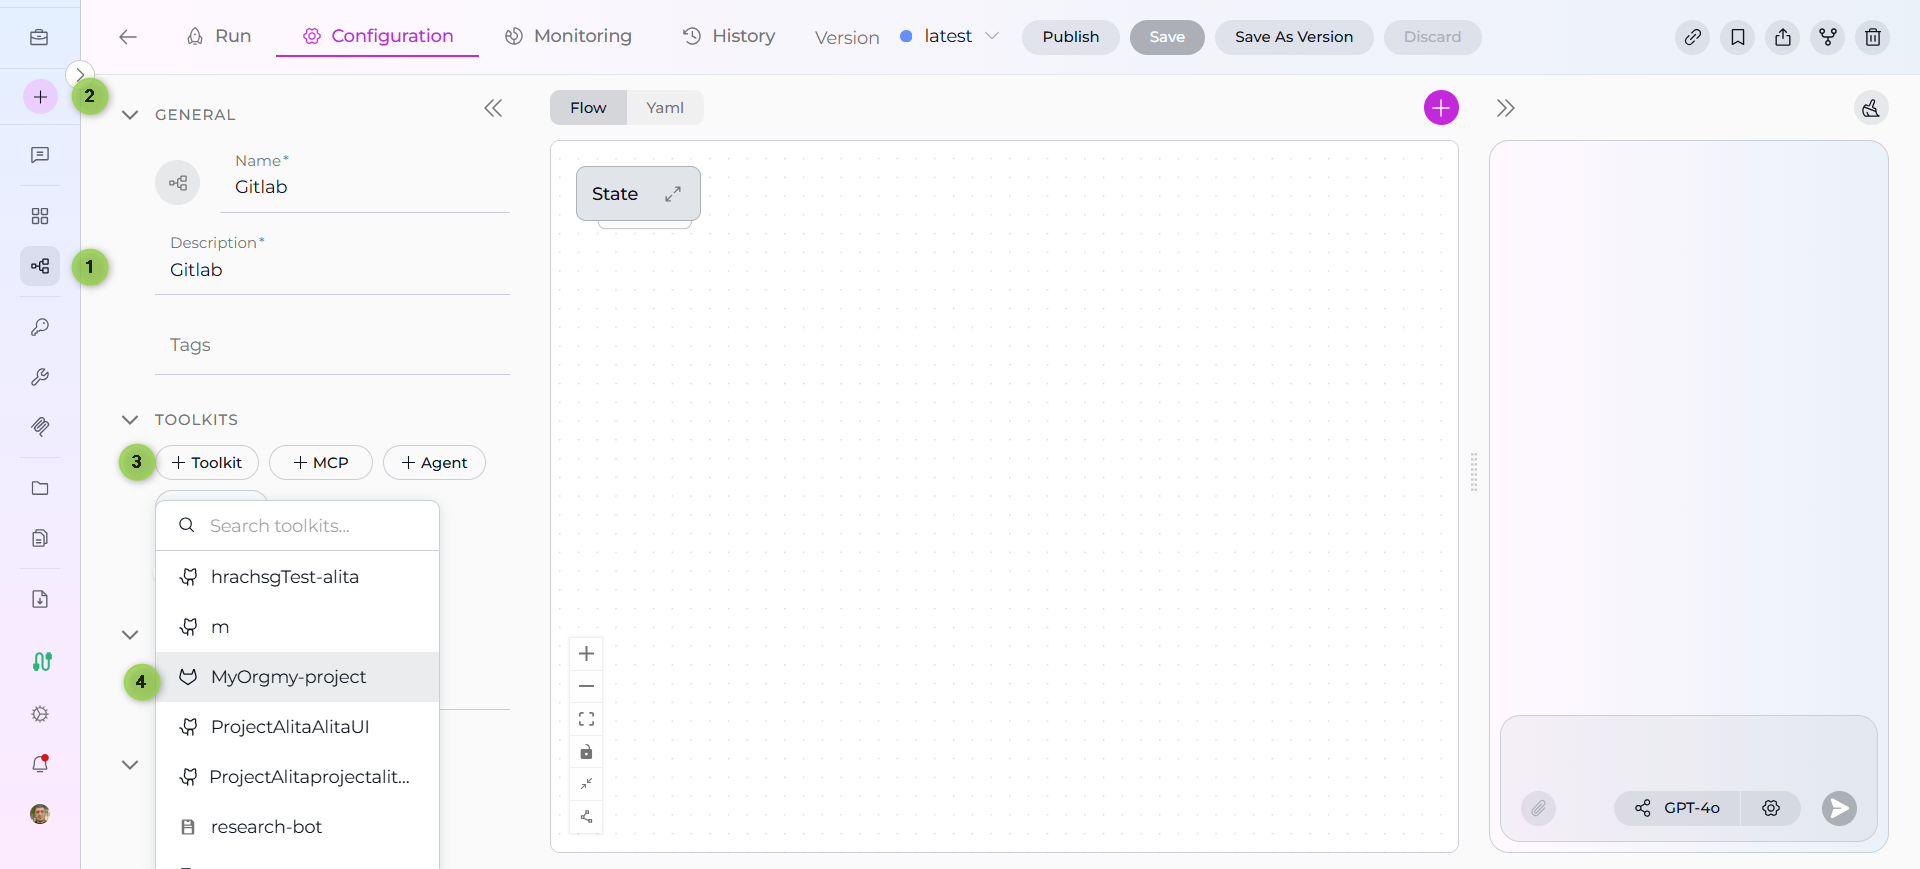 Run
Configuration
Monitoring
History
Version
latest
Publish
Save
Save As Version
Discard
2
GENERAL
Flow
Yaml
Name*
Gitlab
State
Description*
Gitlab
1
Tags
TOOLKITS
3
Toolkit
MCP
Agent
Search toolkits...
hrachsgTest-alita
m
4
MyOrgmy-project
ProjectAlitaAlitaUI
ProjectAlitaprojectalit...
research-bot
GPT-4o